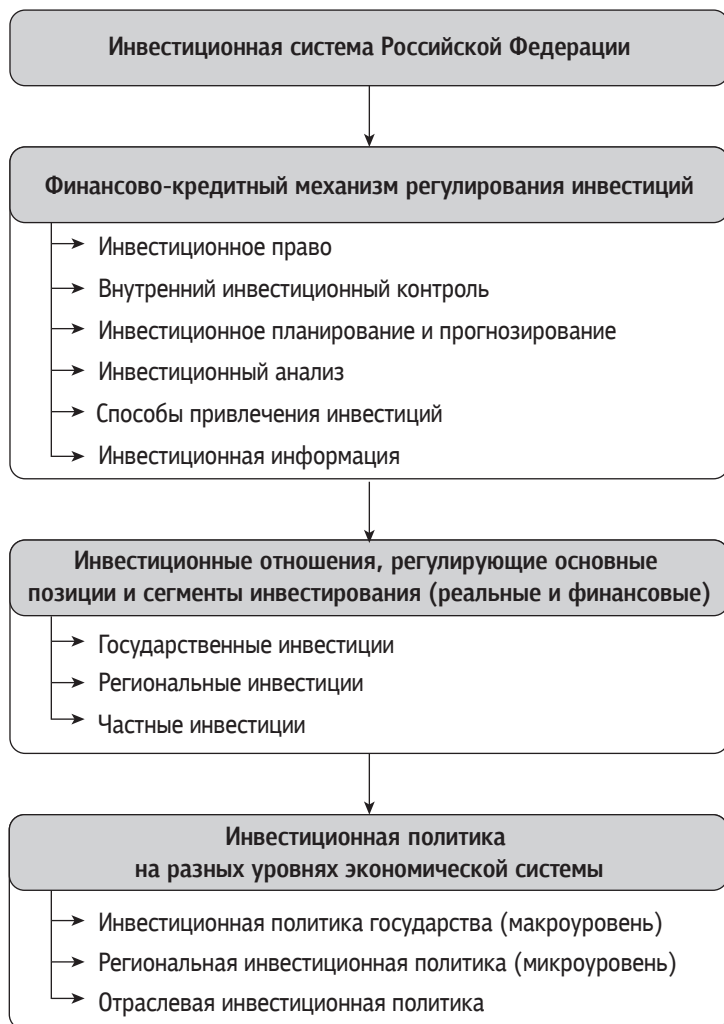 Инвестиционная система Российской Федерации
Финансово-кредитный механизм регулирования инвестиций
Инвестиционное право
Внутренний инвестиционный контроль
Инвестиционное планирование и прогнозирование
Инвестиционный анализ
Способы привлечения инвестиций
Инвестиционная информация
Инвестиционные отношения, регулирующие основные
позиции и сегменты инвестирования (реальные и финансовые)
Государственные инвестиции
Региональные инвестиции
Частные инвестиции
Инвестиционная политика
на разных уровнях экономической системы
Инвестиционная политика государства (макроуровень)
Региональная инвестиционная политика (микроуровень)
Отраслевая инвестиционная политика